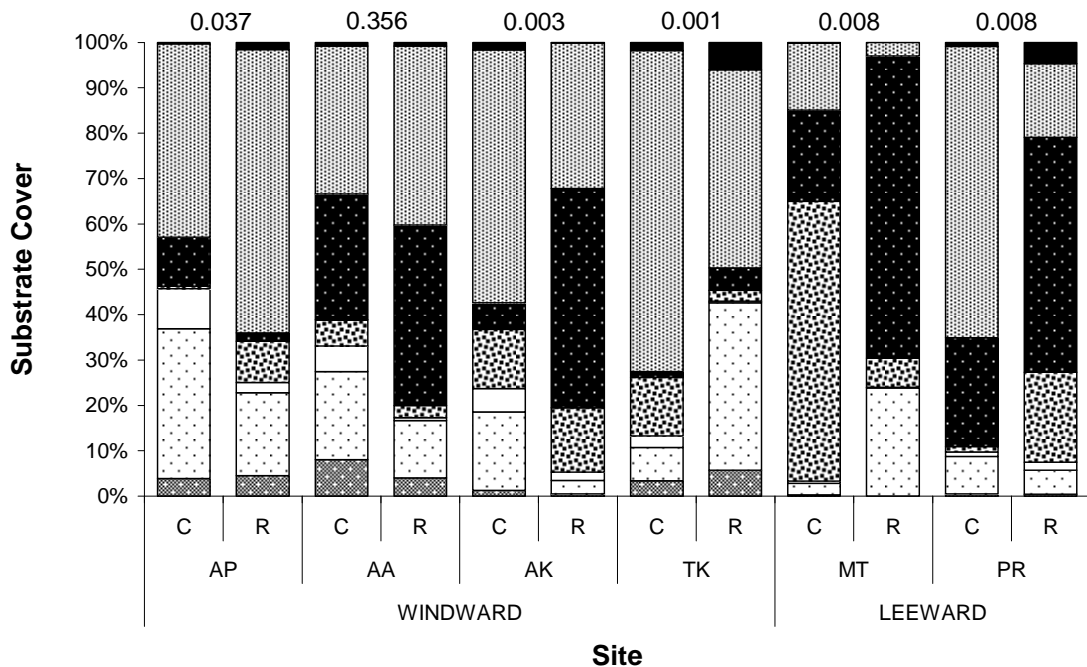 0.037 0.356 0.003 0.001 0.008 0.008
100%
90%
80%
70%
60%
50%
40%
30%
20%
10%
0%
Substrate Cover
C R C R C R C R C R C R
AP AA AK TK MT PR
WINDWARD LEEWARD
Site